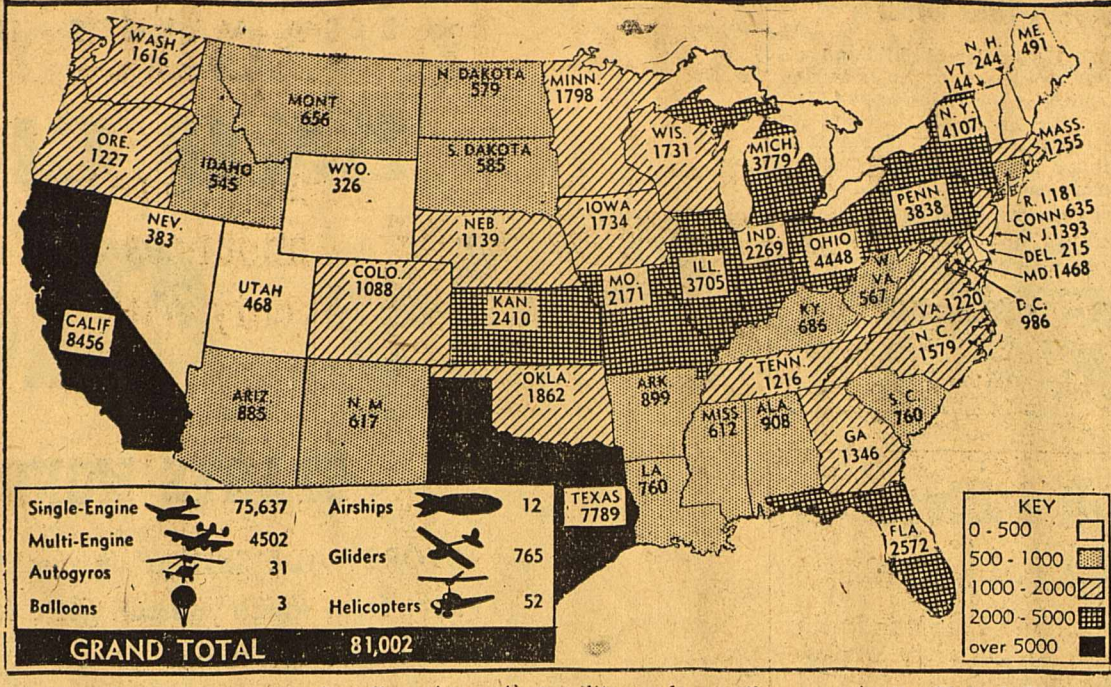 WASH.
1616
ORE.
1227
CALIF
8456
NEV.
383
IDAHO
545
MONT
656
WYO.
326
UTAH
468
ARIZ
885
COLO.
1088
N. M.
617
N. DAKOTA
579
S. DAKOTA
585
NEB.
1139
KAN.
2410
OKLA.
1862
TEXAS
7789
MINN.
1798
IOWA
1734
MO.
2171
ARK
899
LA
760
WIS.
1731
ILL.
3705
MICH.
3779
IND.
2269
OHIO
4448
KY
686
TENN.
1216
MISS
612
ALA.
908
GA
1346
FLA.
2572
S. C.
760
N. C.
1579
VA. 1220
W.
VA.
567
PENN.
3838
N. Y.
4107
VT
144
N. H.
244
ME.
491
MASS.
1255
R. I. 181
CONN 635
N. J. 1393
DEL. 215
MD. 1468
D.C.
986
Single-Engine 75,637
Multi-Engine 4502
Autogyros 31
Balloons 3
Airships 12
Gliders 765
Helicopters 52
GRAND TOTAL 81,002
KEY
0 - 500
500 - 1000
1000 - 2000
2000 - 5000
over 5000